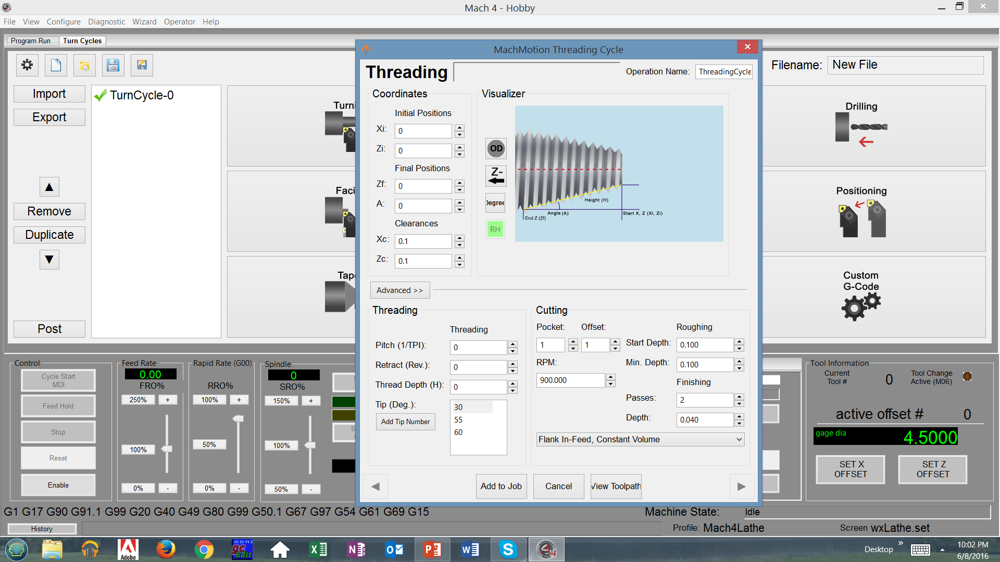 Mach 4 - Hobby
File View Configure Diagnostic Wizard Operator Help
Program Run Turn Cycles
MachMotion Threading Cycle
Threading
Operation Name: ThreadingCycle
Filename: New File
Import
Export
Remove
Duplicate
Post
TurnCycle-0
Turni
Faci
Tape
Drilling
Positioning
Custom
G-Code
Coordinates
Initial Positions
Xi: 0
Zi: 0
Final Positions
Zf: 0
A: 0
Clearances
Xc: 0.1
Zc: 0.1
Visualizer
OD
Z-
Degree
RH
Height (H)
Angle (A)
Start X, Z (Xi, Zi)
End Z (Zf)
Advanced >>
Threading
Threading
Pitch (1/TPI): 0
Retract (Rev.): 0
Thread Depth (H): 0
Tip (Deg.):
Add Tip Number
30
55
60
Cutting
Pocket: Offset:
1 1
RPM:
900.000
Roughing
Start Depth: 0.100
Min. Depth: 0.100
Finishing
Passes: 2
Depth: 0.040
Flank In-Feed, Constant Volume
Add to Job Cancel View Toolpath
Control
Cycle Start
MDI
Feed Hold
Stop
Reset
Enable
Feed Rate
0.00
FRO%
250% +
100%
0% -
Rapid Rate (G00)
RRO%
100% +
50%
0% -
Spindle
0
SRO%
150% +
100%
50% -
S
Tool Information
Current
Tool # 0
Tool Change
Active (M06)
active offset # 0
gage dia 4.5000
SET X
OFFSET
SET Z
OFFSET
G1 G17 G90 G91.1 G99 G20 G40 G49 G80 G99 G50.1 G67 G97 G54 G61 G69 G15
Machine State: Idle
History
Profile: Mach4Lathe
Screen wxLathe.set
Adobe
G0 X3 Y4 Z
gc
Edit
Desktop »
10:02 PM
6/8/2016